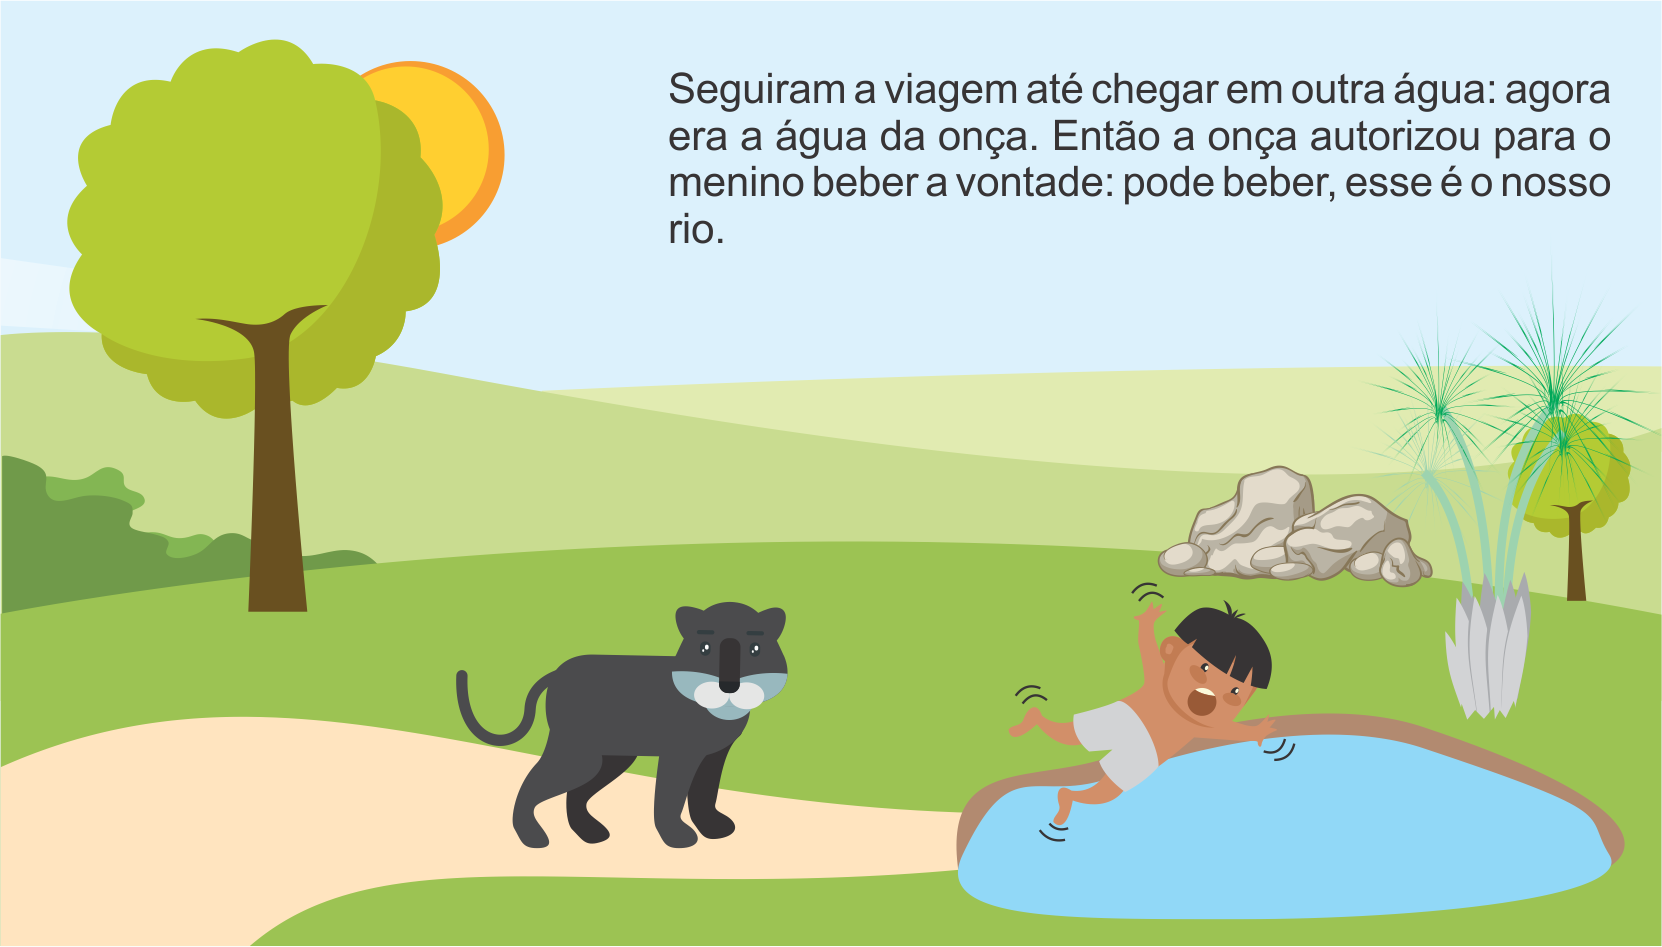 Seguiram a viagem até chegar em outra água: agora
era a água da onça. Então a onça autorizou para o
menino beber a vontade: pode beber, esse é o nosso
rio.